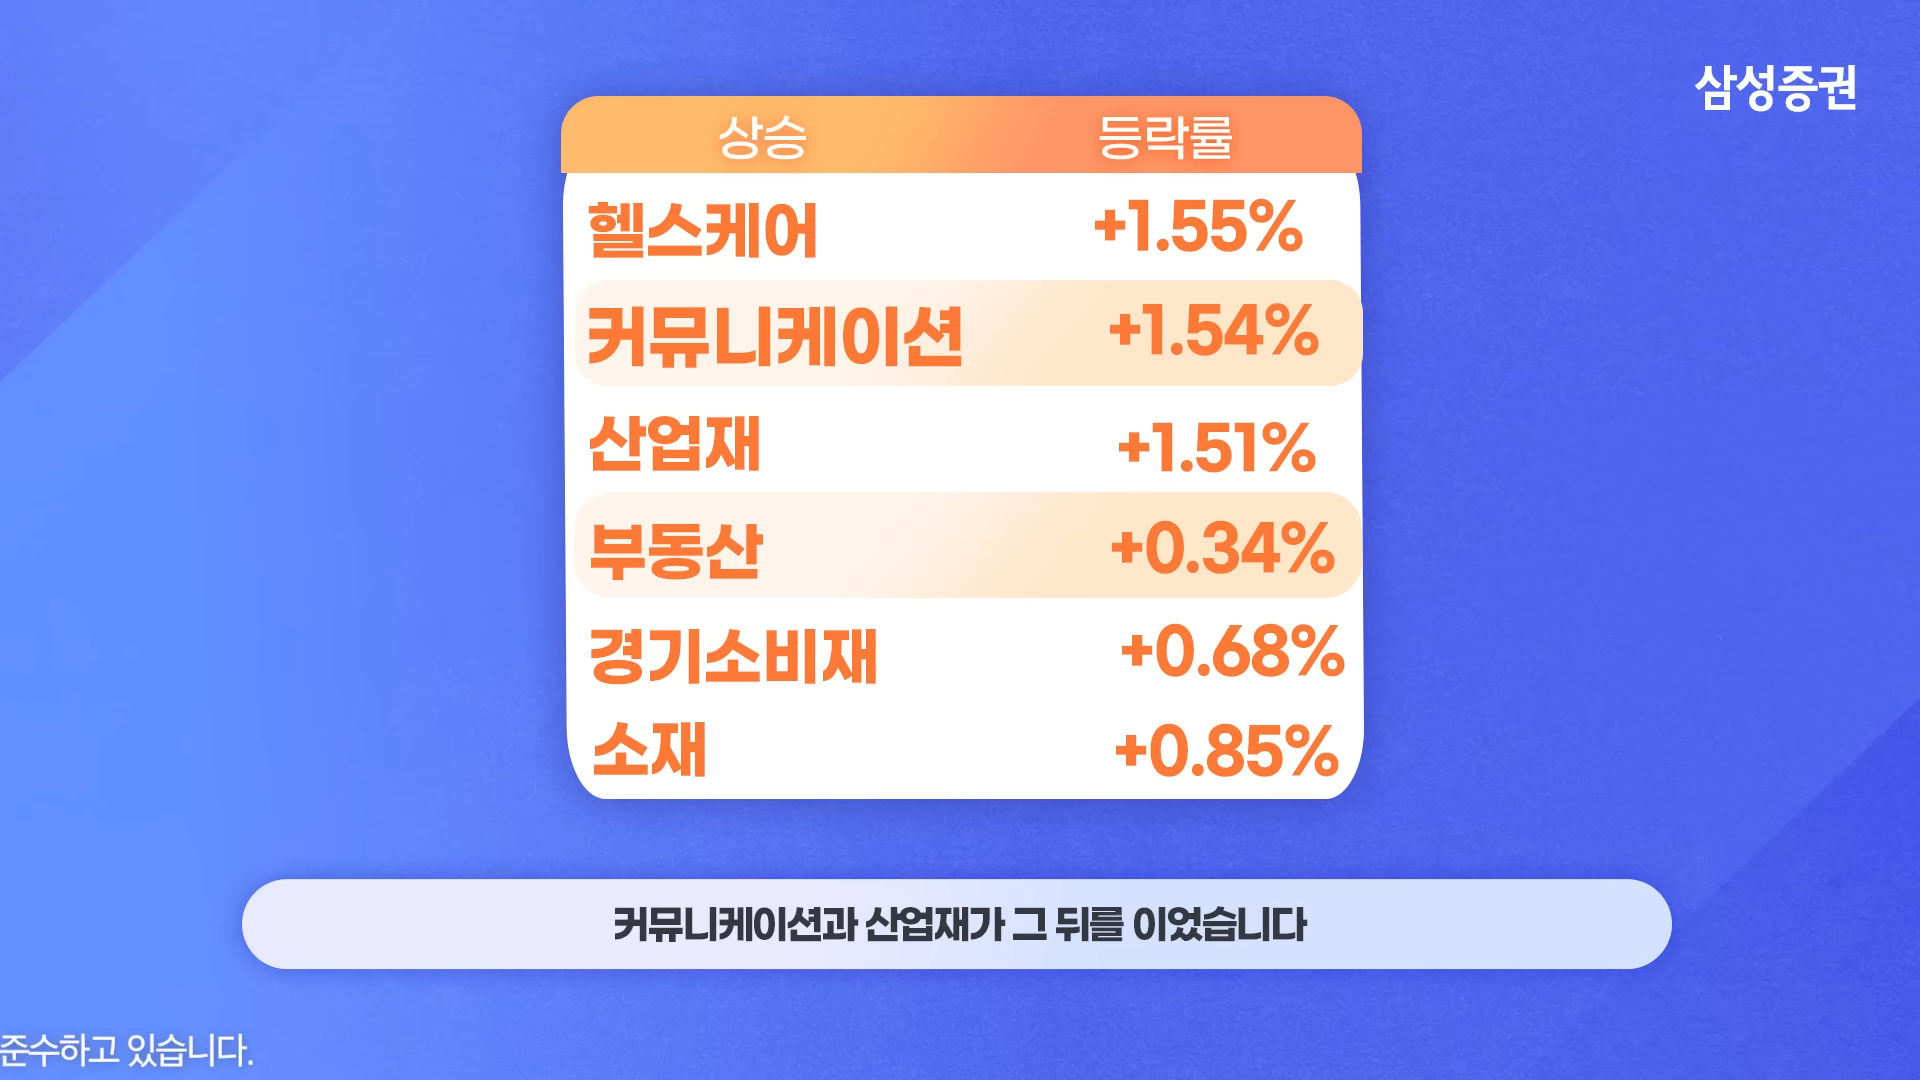 삼성증권
상승 등락률
헬스케어 +1.55%
커뮤니케이션 +1.54%
산업재 +1.51%
부동산 +0.34%
경기소비재 +0.68%
소재 +0.85%
커뮤니케이션과 산업재가 그 뒤를 이었습니다
준수하고 있습니다.